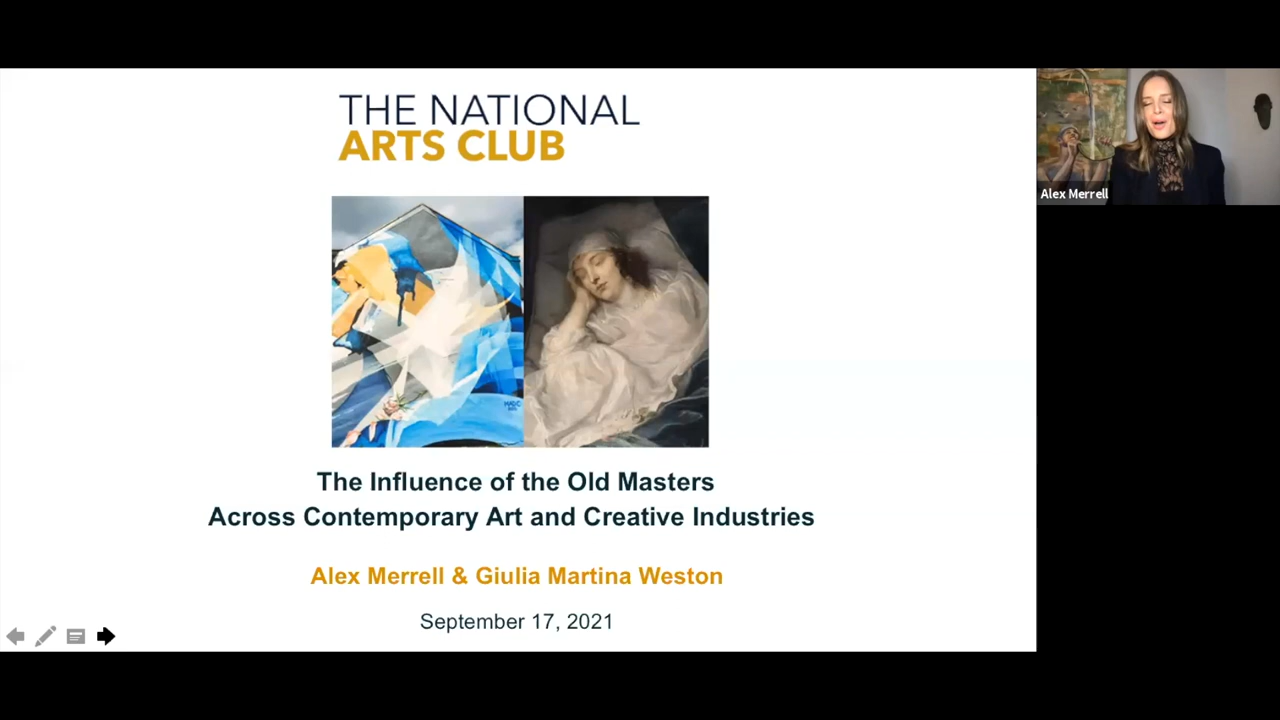 THE NATIONAL
ARTS CLUB
Alex Merrell
The Influence of the Old Masters
Across Contemporary Art and Creative Industries
Alex Merrell & Giulia Martina Weston
September 17, 2021